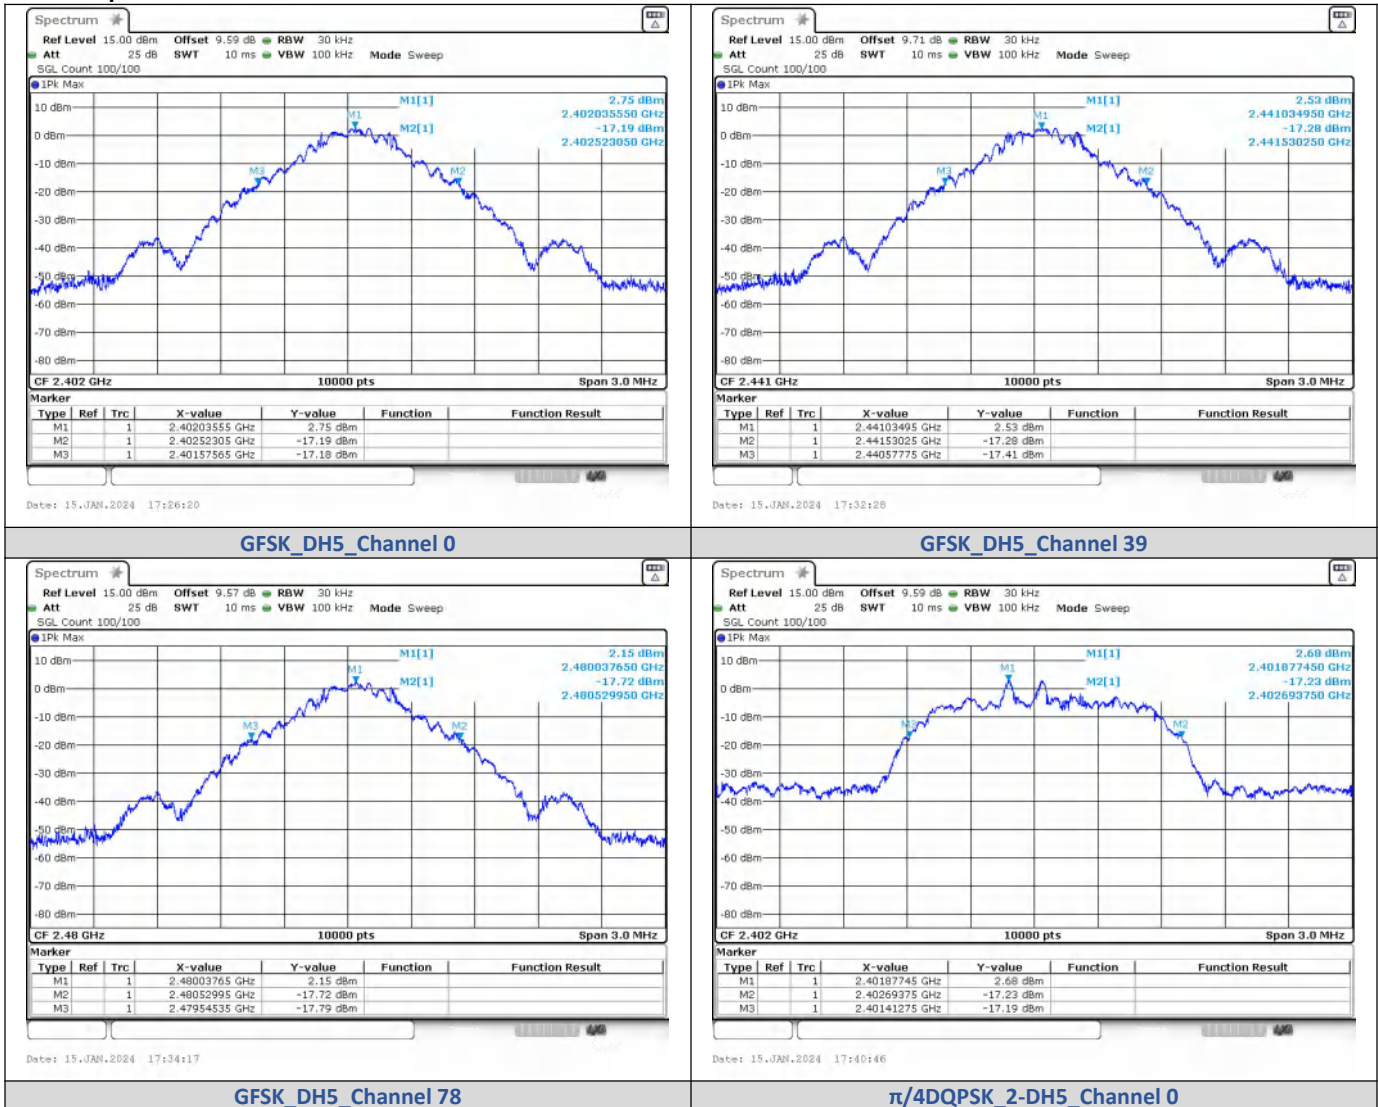 Spectrum
Ref Level 15.00 dBm Offset 9.59 dB RBW 30 kHz
Att 25 dB SWT 10 ms VBW 100 kHz Mode Sweep
SGL Count 100/100
1Pk Max
M1[1] 2.75 dBm
2.402035550 GHz
M2[1] -17.19 dBm
2.402523050 GHz
10 dBm
0 dBm
-10 dBm
-20 dBm
-30 dBm
-40 dBm
-50 dBm
-60 dBm
-70 dBm
-80 dBm
M1
M3
M2
CF 2.402 GHz 10000 pts Span 3.0 MHz
Marker
Type Ref Trc X-value Y-value Function Function Result
M1 1 2.40203555 GHz 2.75 dBm
M2 1 2.40252305 GHz -17.19 dBm
M3 1 2.40157565 GHz -17.18 dBm
Date: 15.JAN.2024 17:26:20
GFSK_DH5_Channel 0
Spectrum
Ref Level 15.00 dBm Offset 9.71 dB RBW 30 kHz
Att 25 dB SWT 10 ms VBW 100 kHz Mode Sweep
SGL Count 100/100
1Pk Max
M1[1] 2.53 dBm
2.441034950 GHz
M2[1] -17.28 dBm
2.441530250 GHz
10 dBm
0 dBm
-10 dBm
-20 dBm
-30 dBm
-40 dBm
-50 dBm
-60 dBm
-70 dBm
-80 dBm
M1
M3
M2
CF 2.441 GHz 10000 pts Span 3.0 MHz
Marker
Type Ref Trc X-value Y-value Function Function Result
M1 1 2.44103495 GHz 2.53 dBm
M2 1 2.44153025 GHz -17.28 dBm
M3 1 2.44057775 GHz -17.41 dBm
Date: 15.JAN.2024 17:32:28
GFSK_DH5_Channel 39
Spectrum
Ref Level 15.00 dBm Offset 9.57 dB RBW 30 kHz
Att 25 dB SWT 10 ms VBW 100 kHz Mode Sweep
SGL Count 100/100
1Pk Max
M1[1] 2.15 dBm
2.480037650 GHz
M2[1] -17.72 dBm
2.480529950 GHz
10 dBm
0 dBm
-10 dBm
-20 dBm
-30 dBm
-40 dBm
-50 dBm
-60 dBm
-70 dBm
-80 dBm
M1
M3
M2
CF 2.48 GHz 10000 pts Span 3.0 MHz
Marker
Type Ref Trc X-value Y-value Function Function Result
M1 1 2.48003765 GHz 2.15 dBm
M2 1 2.48052995 GHz -17.72 dBm
M3 1 2.47954535 GHz -17.79 dBm
Date: 15.JAN.2024 17:34:17
GFSK_DH5_Channel 78
Spectrum
Ref Level 15.00 dBm Offset 9.59 dB RBW 30 kHz
Att 25 dB SWT 10 ms VBW 100 kHz Mode Sweep
SGL Count 100/100
1Pk Max
M1[1] 2.68 dBm
2.401877450 GHz
M2[1] -17.23 dBm
2.402693750 GHz
10 dBm
0 dBm
-10 dBm
-20 dBm
-30 dBm
-40 dBm
-50 dBm
-60 dBm
-70 dBm
-80 dBm
M1
M3
M2
CF 2.402 GHz 10000 pts Span 3.0 MHz
Marker
Type Ref Trc X-value Y-value Function Function Result
M1 1 2.40187745 GHz 2.68 dBm
M2 1 2.40269375 GHz -17.23 dBm
M3 1 2.40141275 GHz -17.19 dBm
Date: 15.JAN.2024 17:40:46
π/4DQPSK_2-DH5_Channel 0